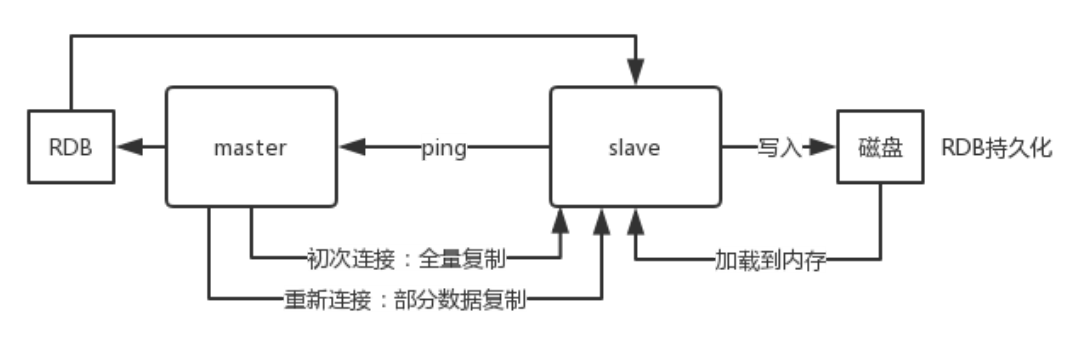 RDB
master
ping
slave
写入
磁盘
RDB持久化
初次连接：全量复制
加载到内存
重新连接：部分数据复制